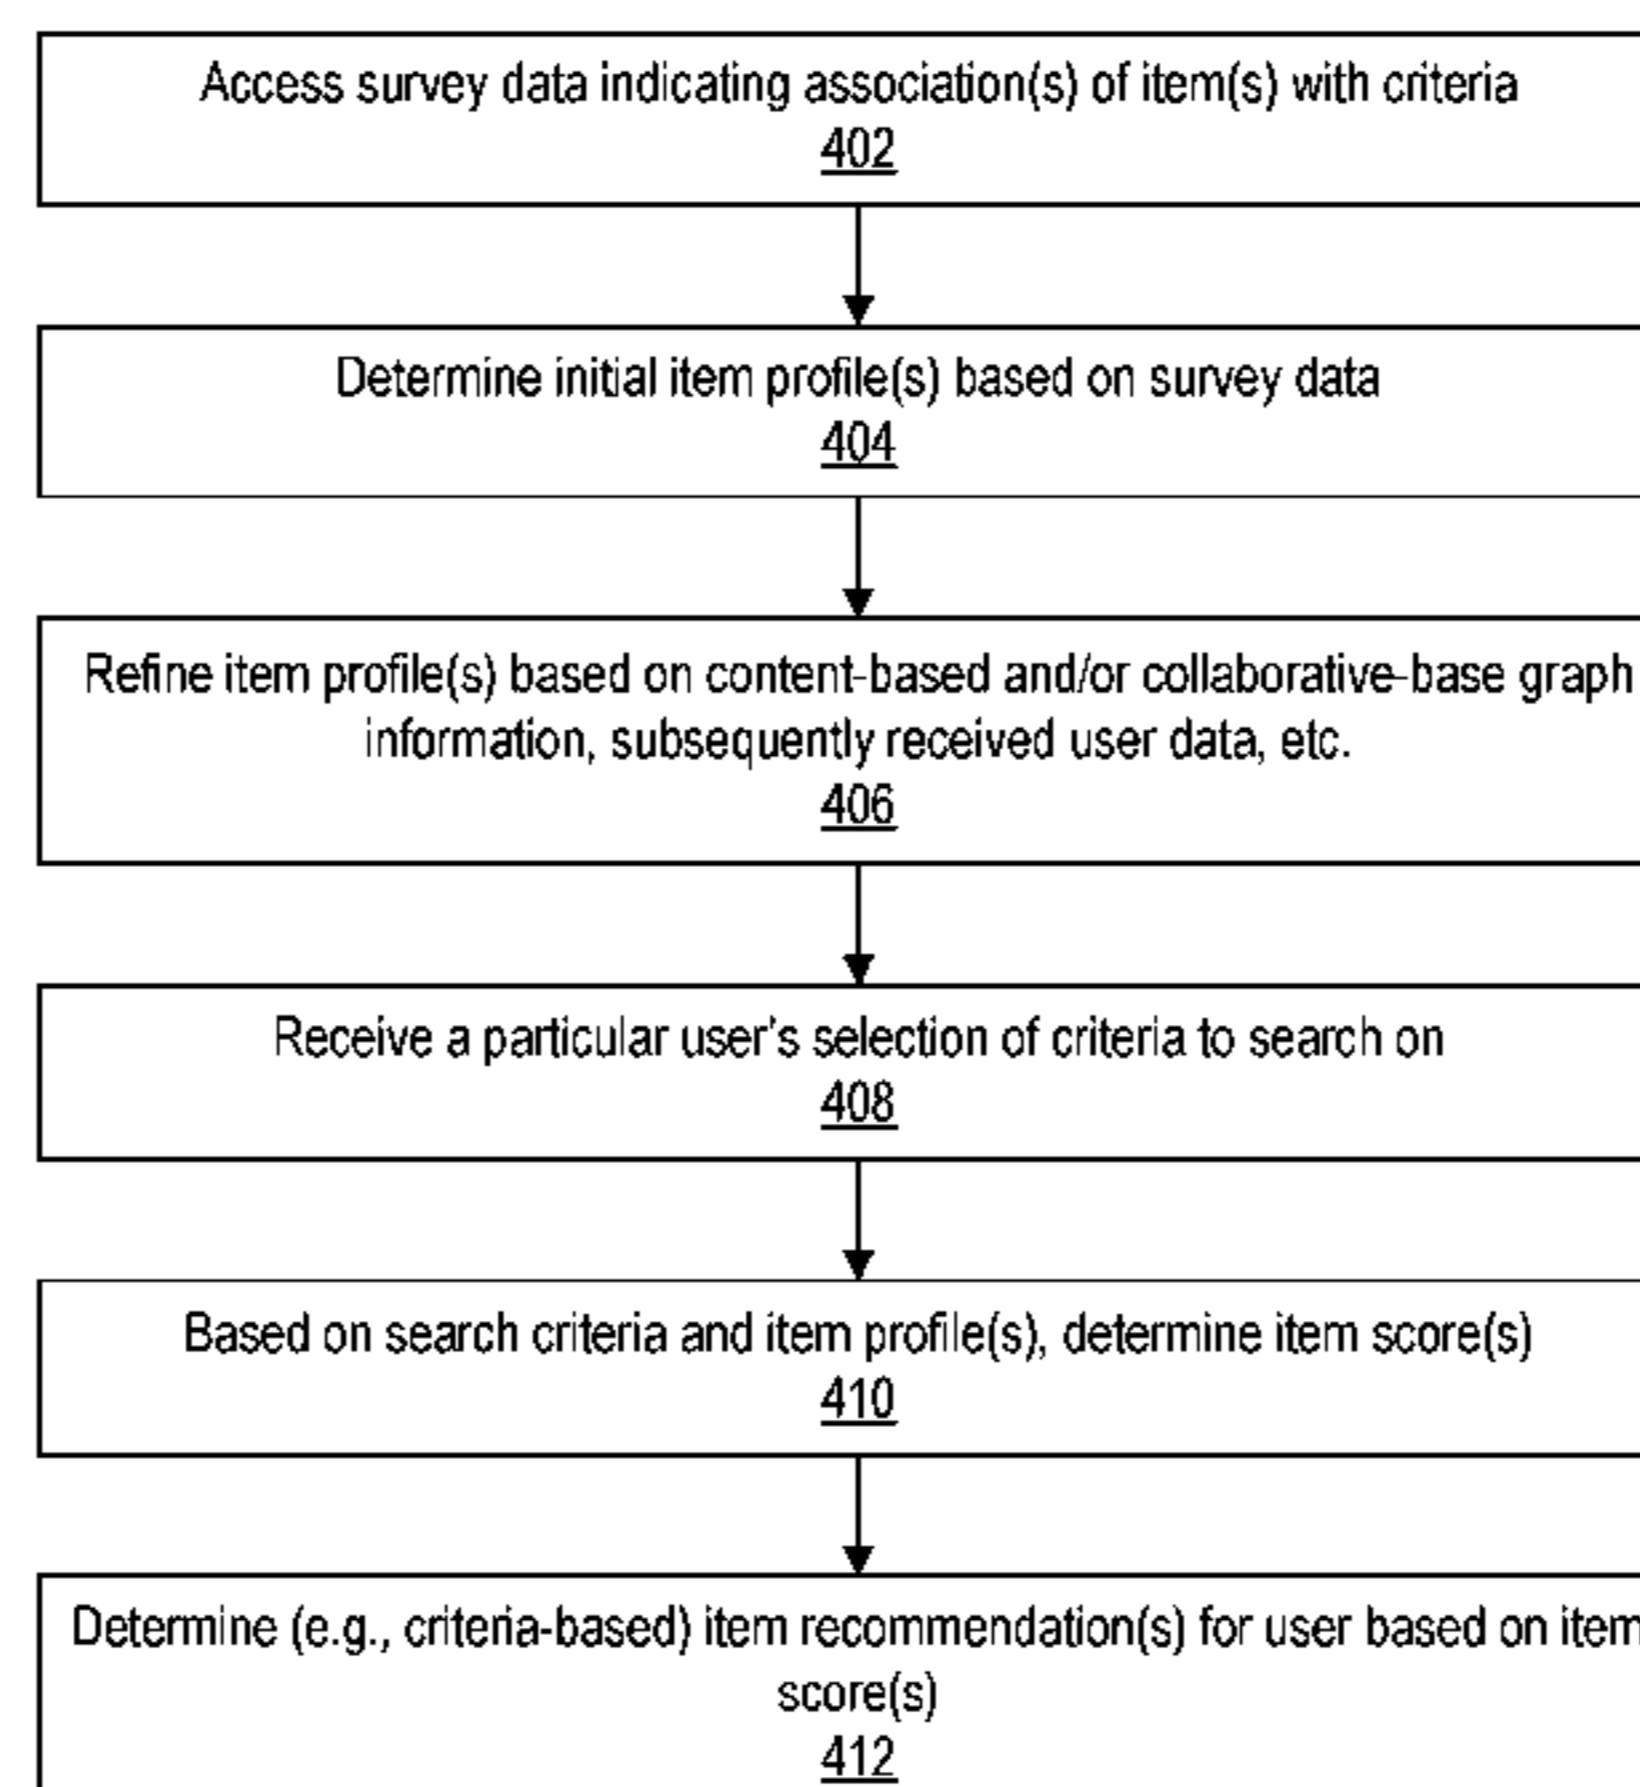 Access survey data indicating association(s) of item(s) with criteria
402
Determine initial item profile(s) based on survey data
404
Refine item profile(s) based on content-based and/or collaborative-base graph
information, subsequently received user data, etc.
406
Receive a particular user's selection of criteria to search on
408
Based on search criteria and item profile(s), determine item score(s)
410
Determine (e.g., criteria-based) item recommendation(s) for user based on item
score(s)
412